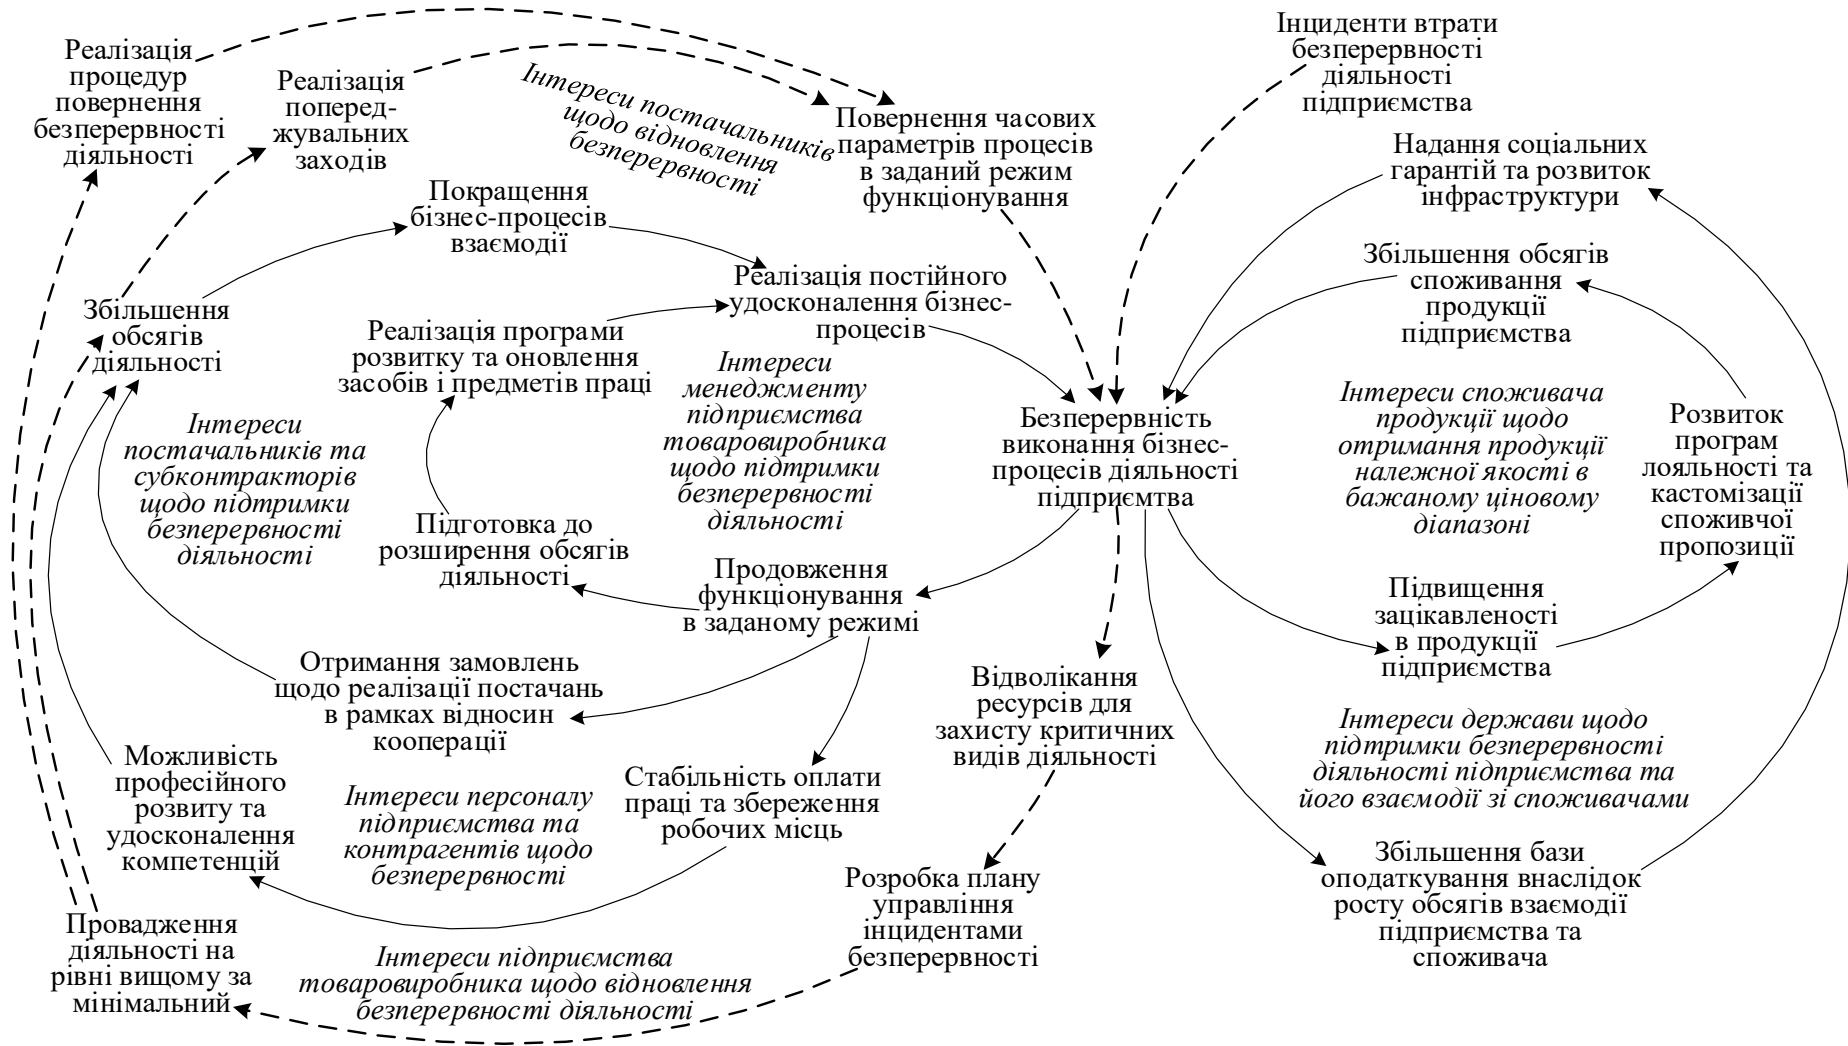 Реалізація
процедур
повернення
безперервності
діяльності
Реалізація
поперед-
жувальних
заходів
Інтереси постачальників
щодо відновлення
безперервності
Повернення часових
параметрів процесів
в заданий режим
функціонування
Інциденти втрати
безперервності
діяльності
підприємства
Надання соціальних
гарантій та розвиток
інфраструктури
Покращення
бізнес-процесів
взаємодії
Реалізація постійного
удосконалення бізнес-
процесів
Збільшення обсягів
споживання
продукції
підприємства
Збільшення
обсягів
діяльності
Реалізація програми
розвитку та оновлення
засобів і предметів праці
Інтереси
менеджменту
підприємства
товаровиробника
щодо підтримки
безперервності
діяльності
Інтереси
постачальників та
субконтракторів
щодо підтримки
безперервності
діяльності
Безперервність
виконання бізнес-
процесів діяльності
підприємтва
Інтереси споживача
продукції щодо
отримання продукції
належної якості в
бажаному ціновому
діапазоні
Розвиток
програм
лояльності та
кастомізації
споживчої
пропозиції
Підготовка до
розширення обсягів
діяльності
Продовження
функціонування
в заданому режимі
Підвищення
зацікавленості
в продукції
підприємства
Отримання замовлень
щодо реалізації постачань
в рамках відносин
кооперації
Відволікання
ресурсів для
захисту критичних
видів діяльності
Інтереси держави щодо
підтримки безперервності
діяльності підприємства та
його взаємодії зі споживачами
Можливість
професійного
розвиту та
удосконалення
компетенцій
Інтереси персоналу
підприємства та
контрагентів щодо
безперервності
Стабільність оплати
праці та збереження
робочих місць
Збільшення бази
оподаткування внаслідок
росту обсягів взаємодії
підприємства та
споживача
Розробка плану
управління
інцидентами
безперервності
Провадження
діяльності на
рівні вищому за
мінімальний
Інтереси підприємства
товаровиробника щодо відновлення
безперервності діяльності